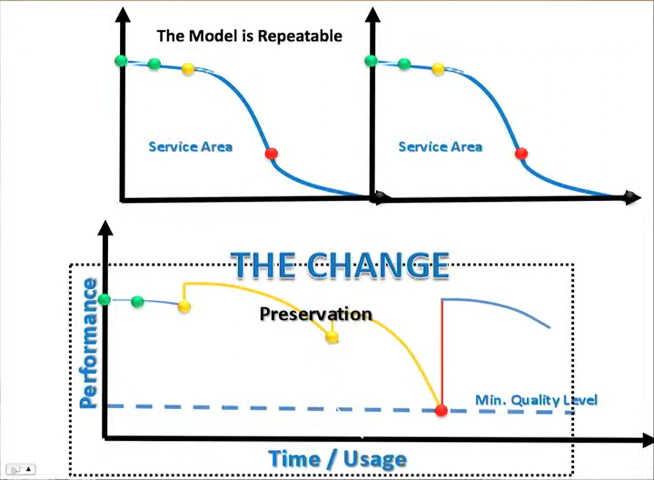 The Model is Repeatable
Service Area
Service Area
THE CHANGE
Preservation
Performance
Min. Quality Level
Time / Usage